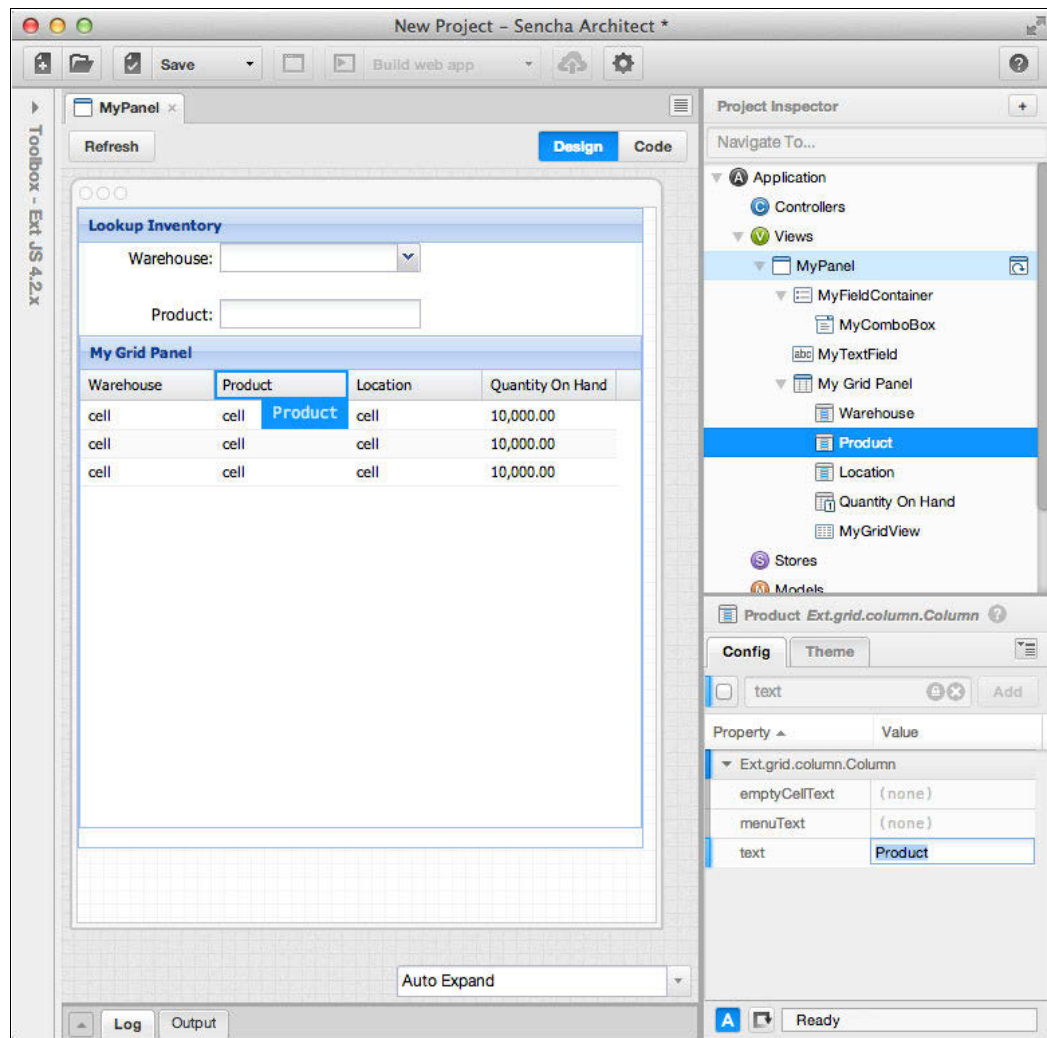 New Project – Sencha Architect *
Save
Build web app
Toolbox - Ext JS 4.2.x
MyPanel
Refresh
Design
Code
Lookup Inventory
Warehouse:
Product:
My Grid Panel
Warehouse Product Location Quantity On Hand
cell cell Product cell 10,000.00
cell cell cell 10,000.00
cell cell cell 10,000.00
Auto Expand
Log
Output
Project Inspector
Navigate To...
Application
Controllers
Views
MyPanel
MyFieldContainer
MyComboBox
abc MyTextField
My Grid Panel
Warehouse
Product
Location
Quantity On Hand
MyGridView
Stores
Models
Product Ext.grid.column.Column
Config
Theme
text
Add
Property Value
Ext.grid.column.Column
emptyCellText (none)
menuText (none)
text Product
A Ready